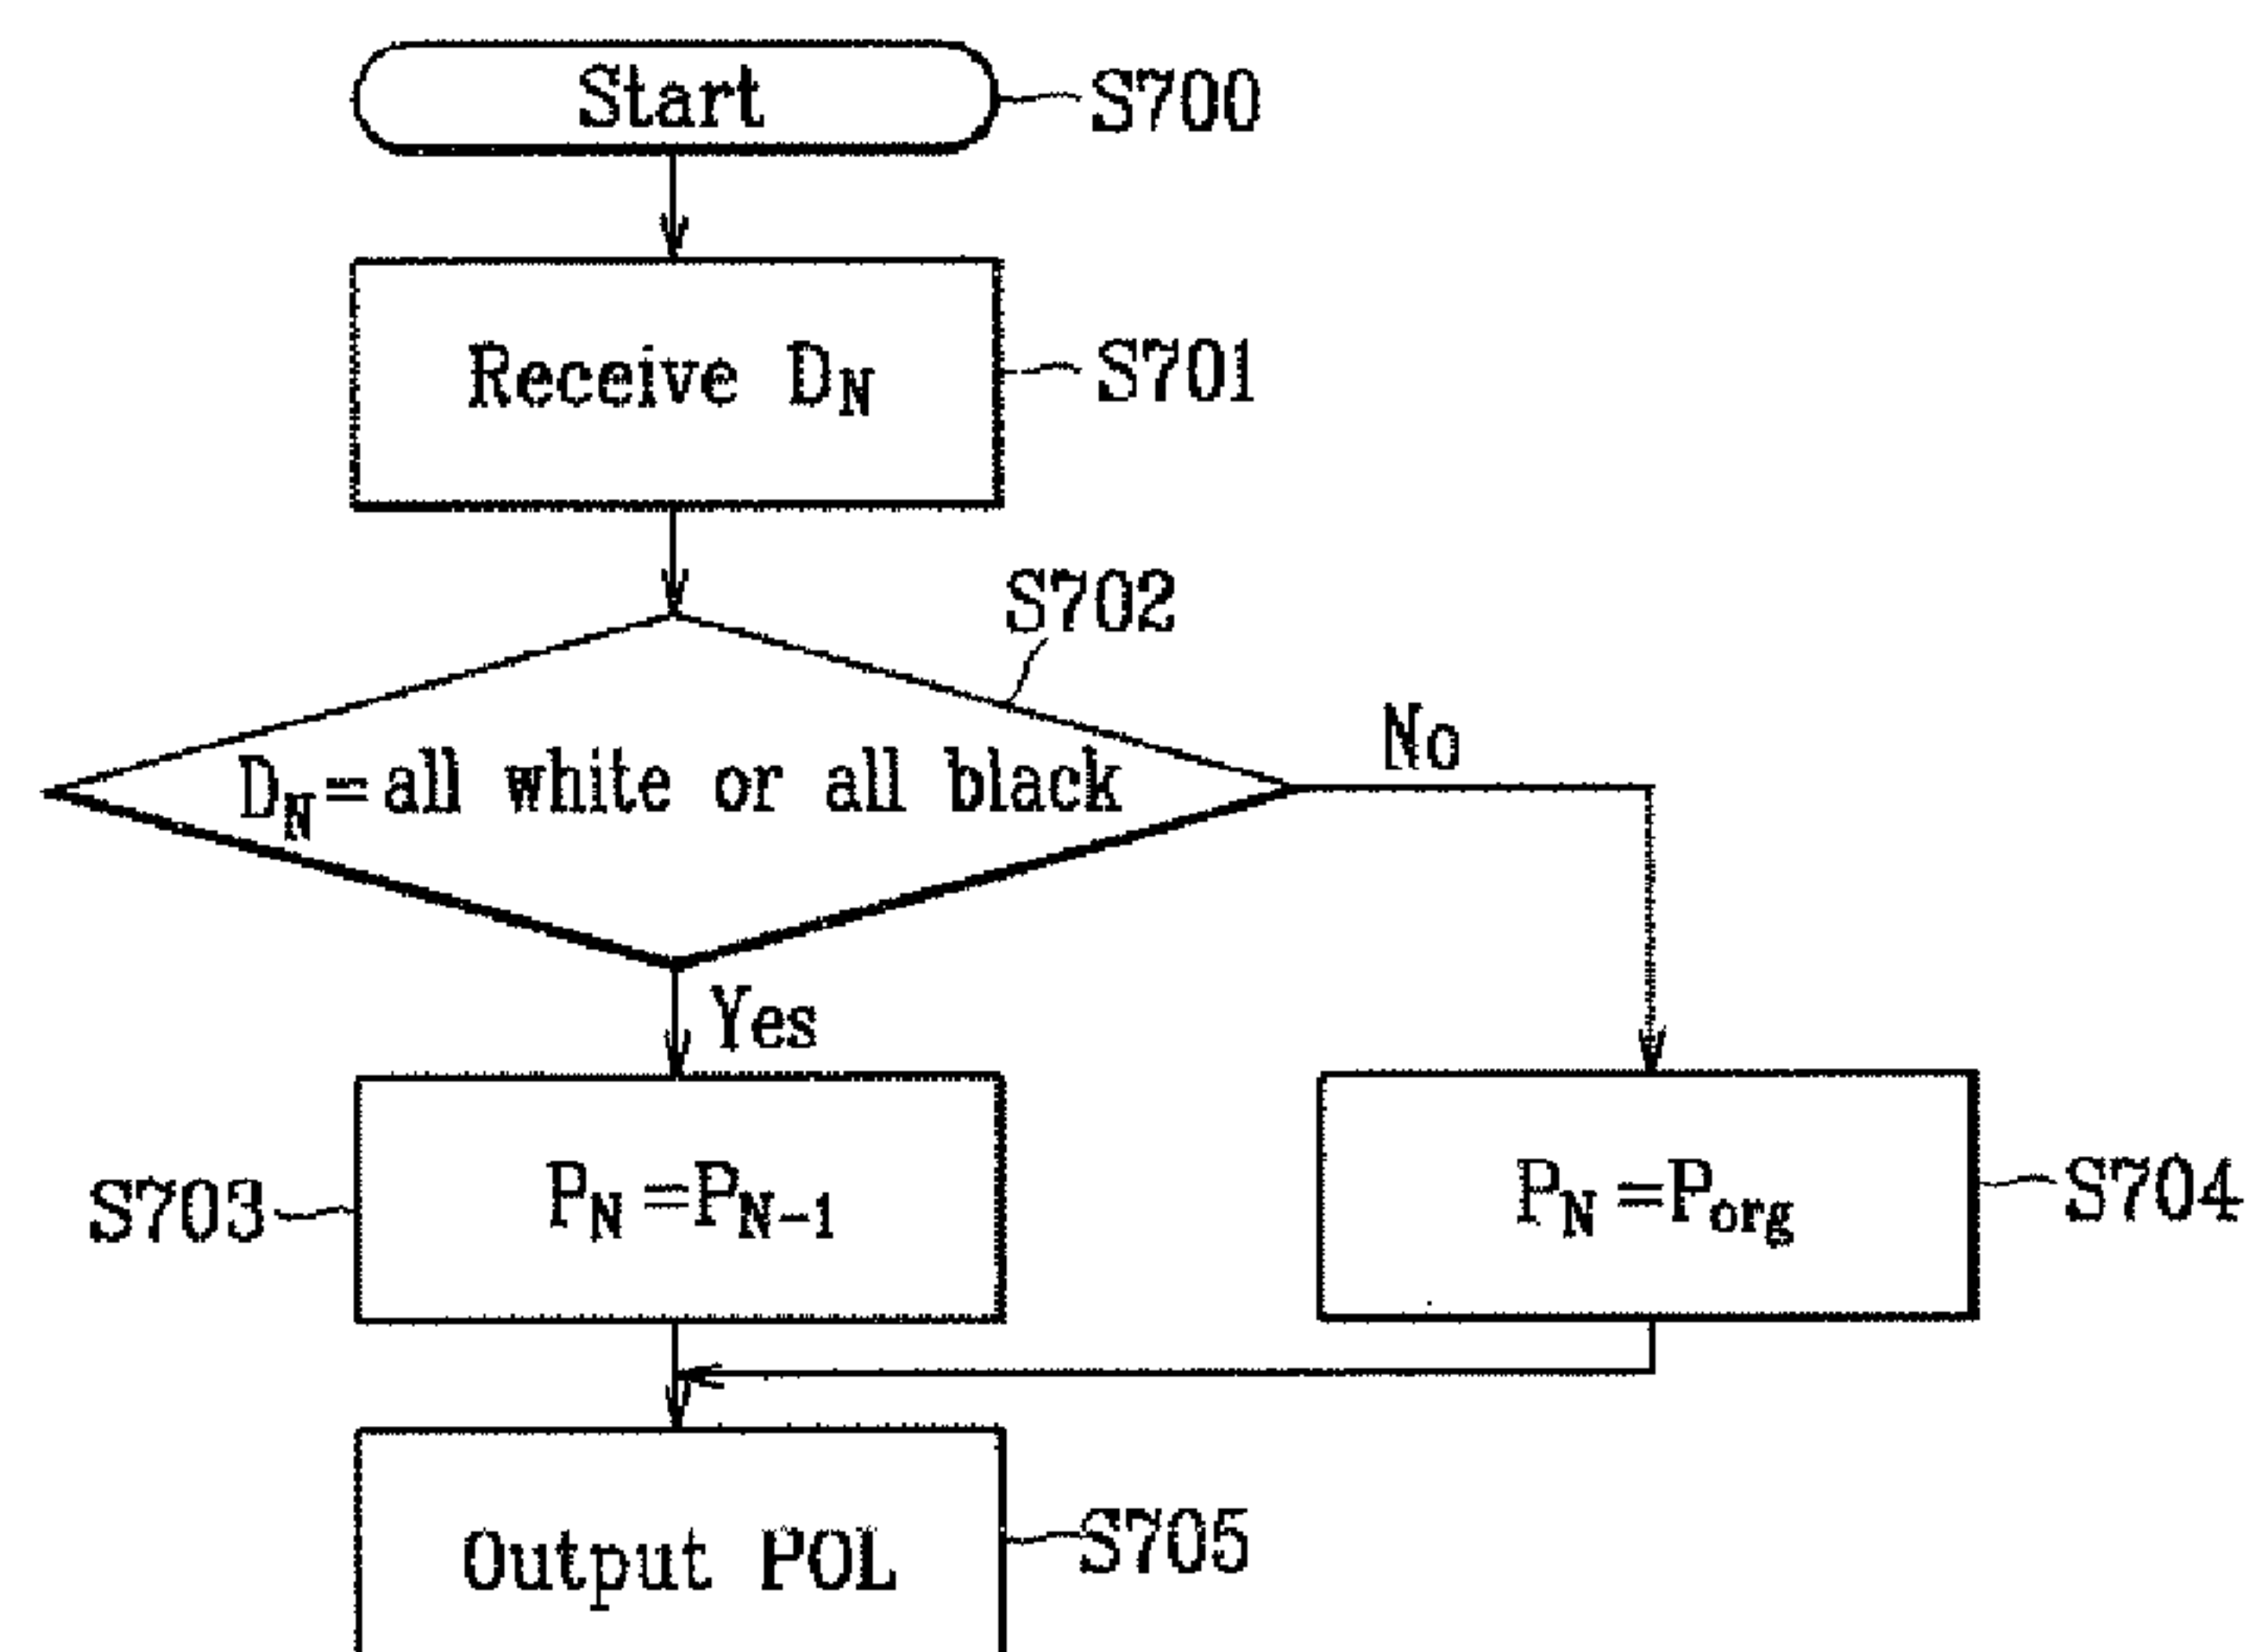 Start
S700
Receive D_N
S701
S702
D_N=all white or all black
No
Yes
S703
P_N=P_N-1
P_N=P_org
S704
Output POL
S705